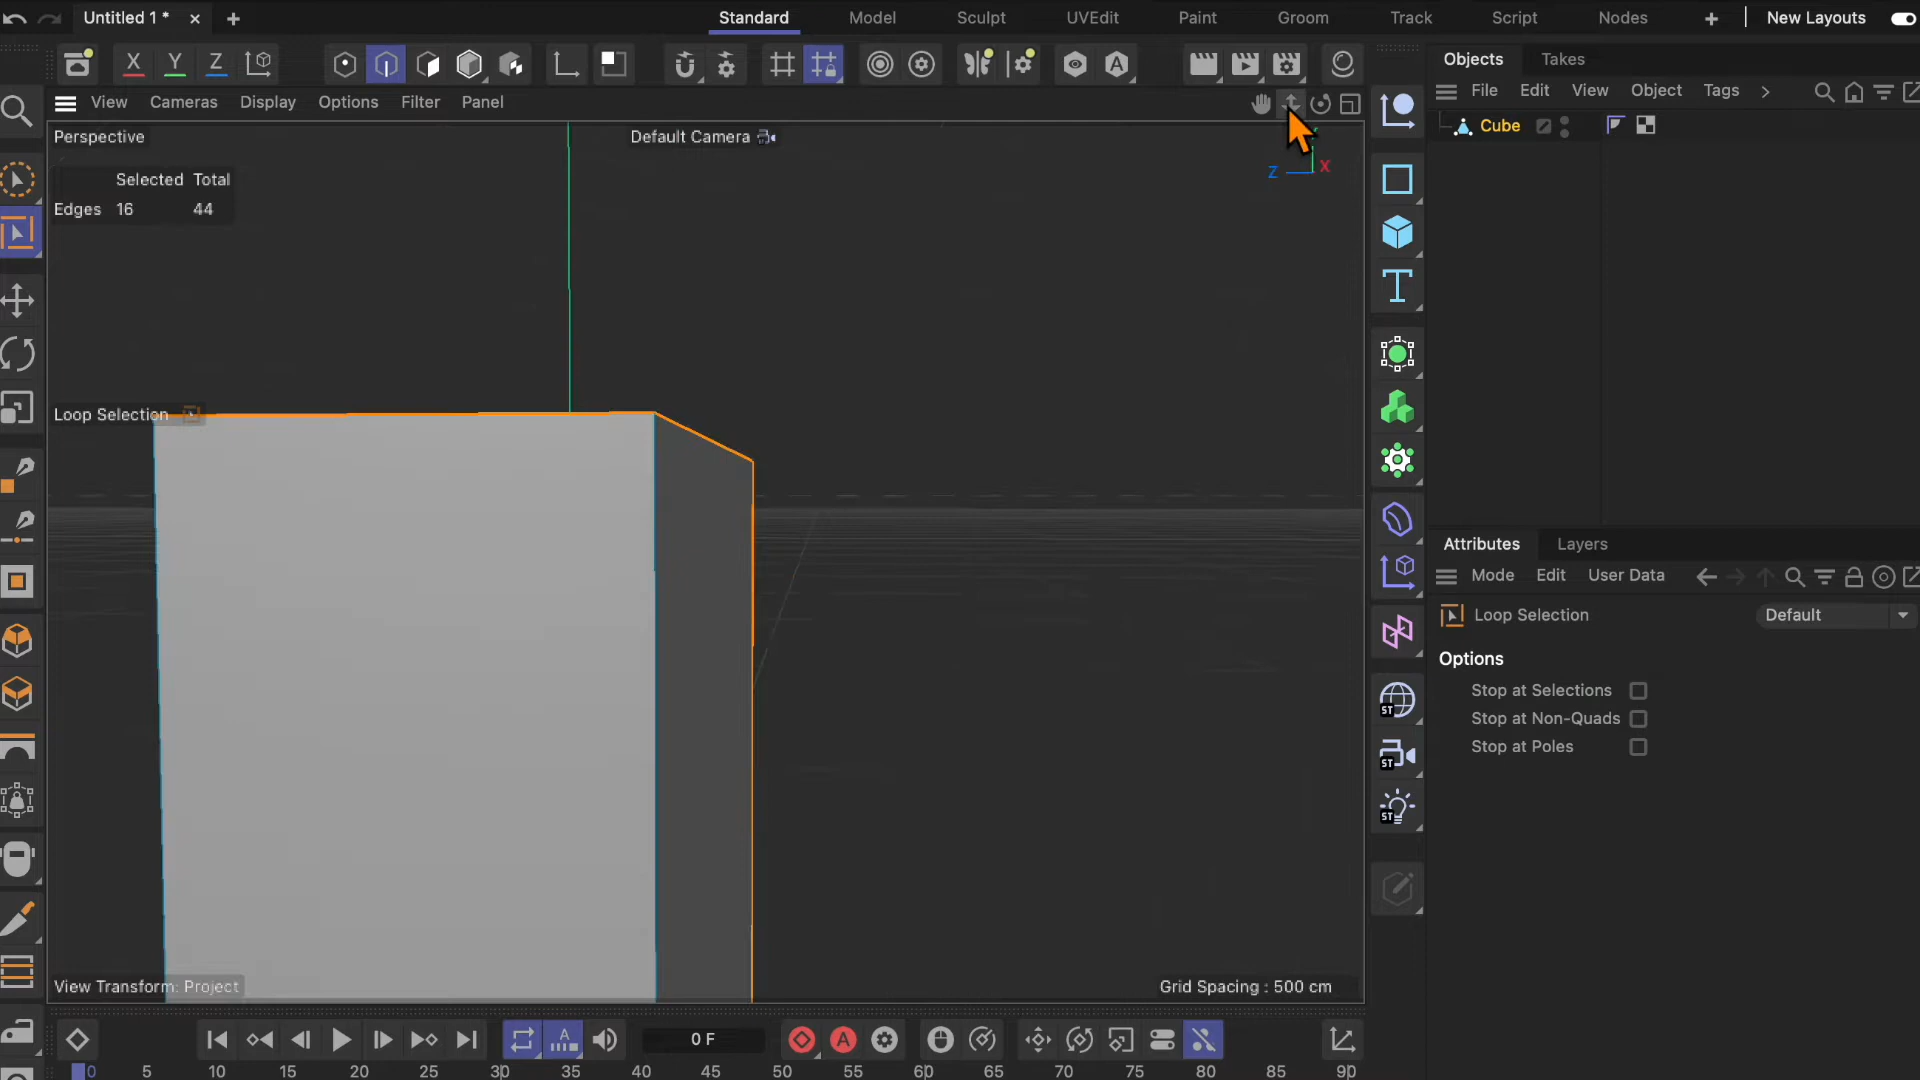 Untitled 1 *
Standard Model Sculpt UVEdit Paint Groom Track Script Nodes New Layouts
X Y Z
Objects Takes
View Cameras Display Options Filter Panel
File Edit View Object Tags
Perspective
Default Camera
Cube
Z X
Selected Total
Edges 16 44
Loop Selection
Attributes Layers
Mode Edit User Data
Loop Selection Default
Options
Stop at Selections
Stop at Non-Quads
Stop at Poles
ST
ST
ST
View Transform: Project
Grid Spacing : 500 cm
0 F
0 5 10 15 20 25 30 35 40 45 50 55 60 65 70 75 80 85 90